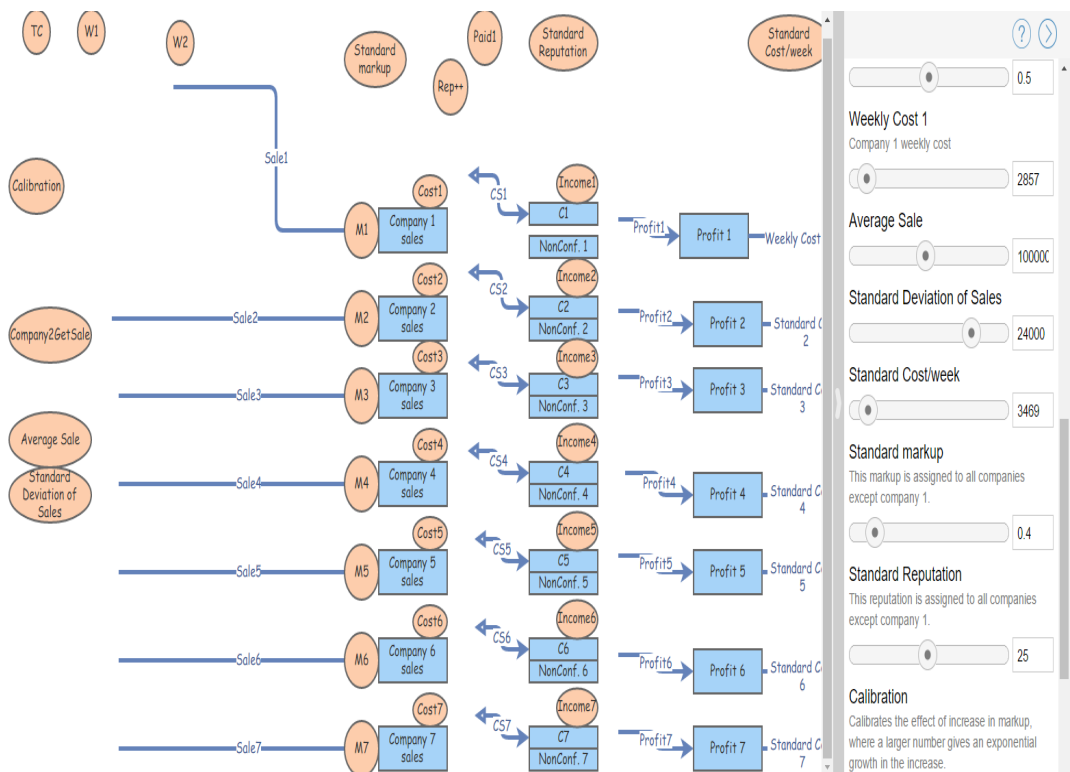 TC
W1
W2
Standard
markup
Paid1
Rep++
Standard
Reputation
Standard
Cost/week
Sale1
Calibration
Cost1
M1
Company 1
sales
CS1
Income1
C1
NonConf. 1
Profit1
Profit 1
Weekly Cost
Company2GetSale
Sale2
Cost2
M2
Company 2
sales
CS2
Income2
C2
NonConf. 2
Profit2
Profit 2
Standard C
2
Sale3
Cost3
M3
Company 3
sales
CS3
Income3
C3
NonConf. 3
Profit3
Profit 3
Standard C
3
Average Sale
Standard
Deviation of
Sales
Sale4
Cost4
M4
Company 4
sales
CS4
Income4
C4
NonConf. 4
Profit4
Profit 4
Standard C
4
Sale5
Cost5
M5
Company 5
sales
CS5
Income5
C5
NonConf. 5
Profit5
Profit 5
Standard C
5
Sale6
Cost6
M6
Company 6
sales
CS6
Income6
C6
NonConf. 6
Profit6
Profit 6
Standard C
6
Sale7
Cost7
M7
Company 7
sales
CS7
Income7
C7
NonConf. 7
Profit7
Profit 7
Standard C
7
?
0.5
Weekly Cost 1
Company 1 weekly cost
2857
Average Sale
100000
Standard Deviation of Sales
24000
Standard Cost/week
3469
Standard markup
This markup is assigned to all companies
except company 1.
0.4
Standard Reputation
This reputation is assigned to all companies
except company 1.
25
Calibration
Calibrates the effect of increase in markup,
where a larger number gives an exponential
growth in the increase.